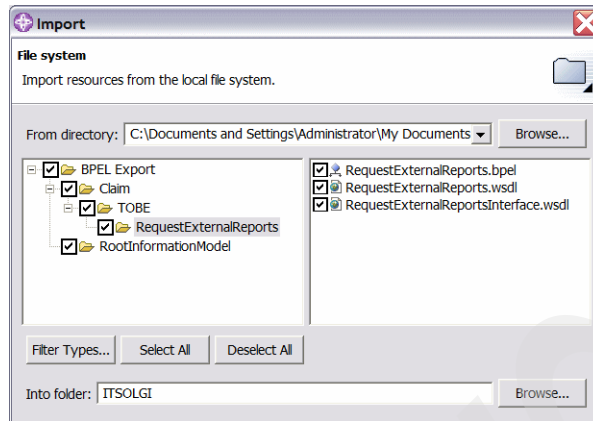 Import
File system
Import resources from the local file system.
From directory: C:\Documents and Settings\Administrator\My Documents Browse...
BPEL Export
Claim
TOBE
RequestExternalReports
RootInformationModel
RequestExternalReports.bpel
RequestExternalReports.wsdl
RequestExternalReportsInterface.wsdl
Filter Types... Select All Deselect All
Into folder: ITSOLGI Browse...